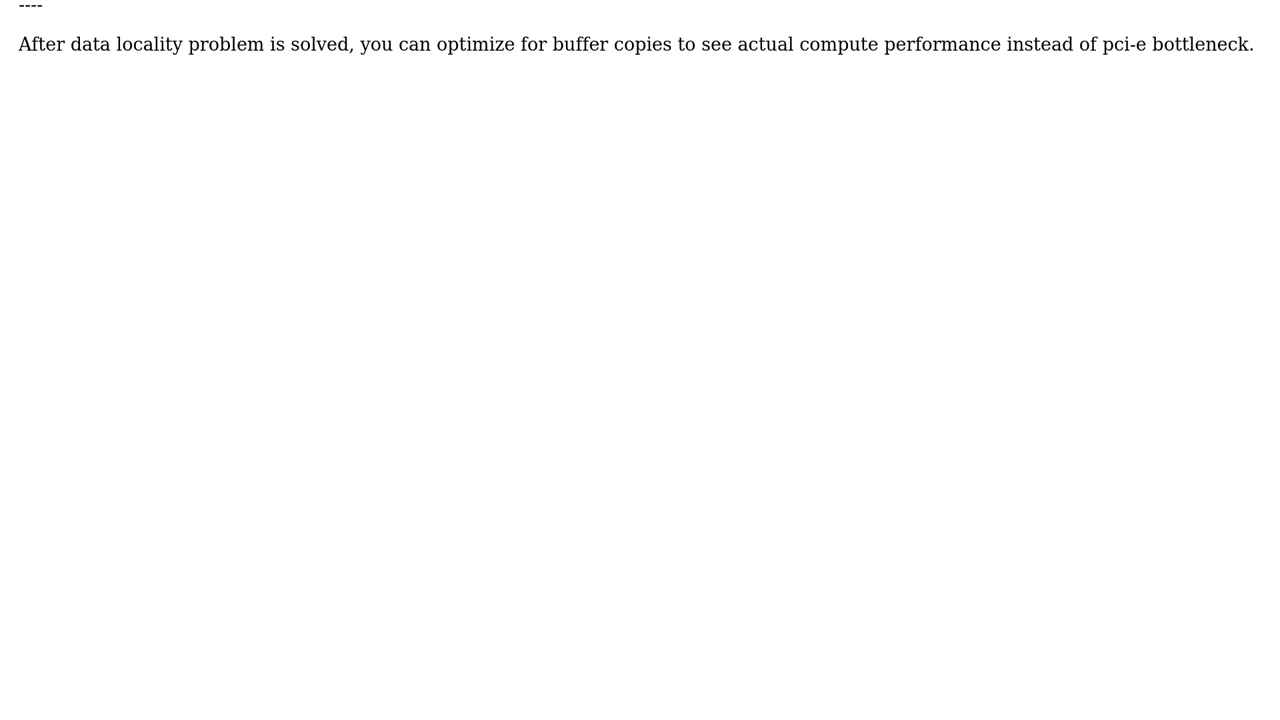 ----
After data locality problem is solved, you can optimize for buffer copies to see actual compute performance instead of pci-e bottleneck.